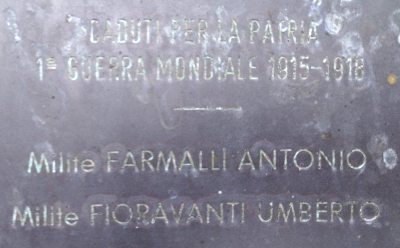 CADUTI PER LA PATRIA
1ª GUERRA MONDIALE 1915-1918
Milite FARMALLI ANTONIO
Milite FIORAVANTI UMBERTO